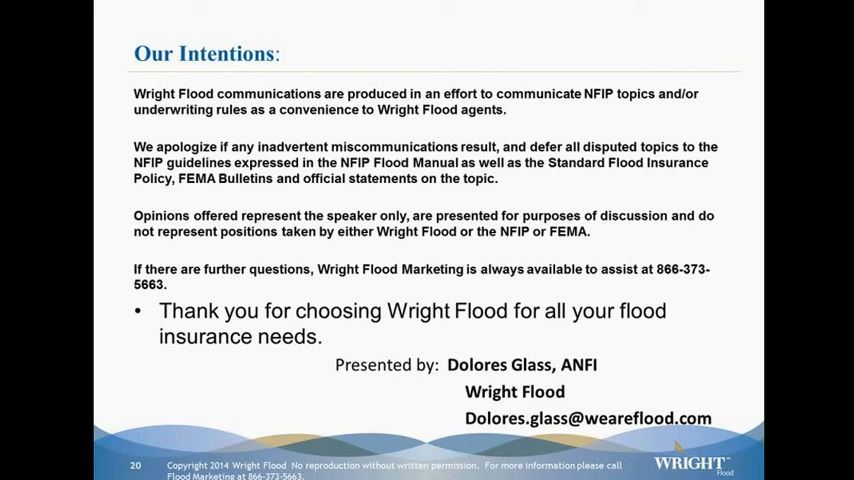 Our Intentions:
Wright Flood communications are produced in an effort to communicate NFIP topics and/or
underwriting rules as a convenience to Wright Flood agents.
We apologize if any inadvertent miscommunications result, and defer all disputed topics to the
NFIP guidelines expressed in the NFIP Flood Manual as well as the Standard Flood Insurance
Policy, FEMA Bulletins and official statements on the topic.
Opinions offered represent the speaker only, are presented for purposes of discussion and do
not represent positions taken by either Wright Flood or the NFIP or FEMA.
If there are further questions, Wright Flood Marketing is always available to assist at 866-373-
5663.
• Thank you for choosing Wright Flood for all your flood
insurance needs.
Presented by: Dolores Glass, ANFI
Wright Flood
Dolores.glass@weareflood.com
20 Copyright 2014 Wright Flood No reproduction without written permission. For more information please call
Flood Marketing at 866-373-5663.
WRIGHT™
Flood